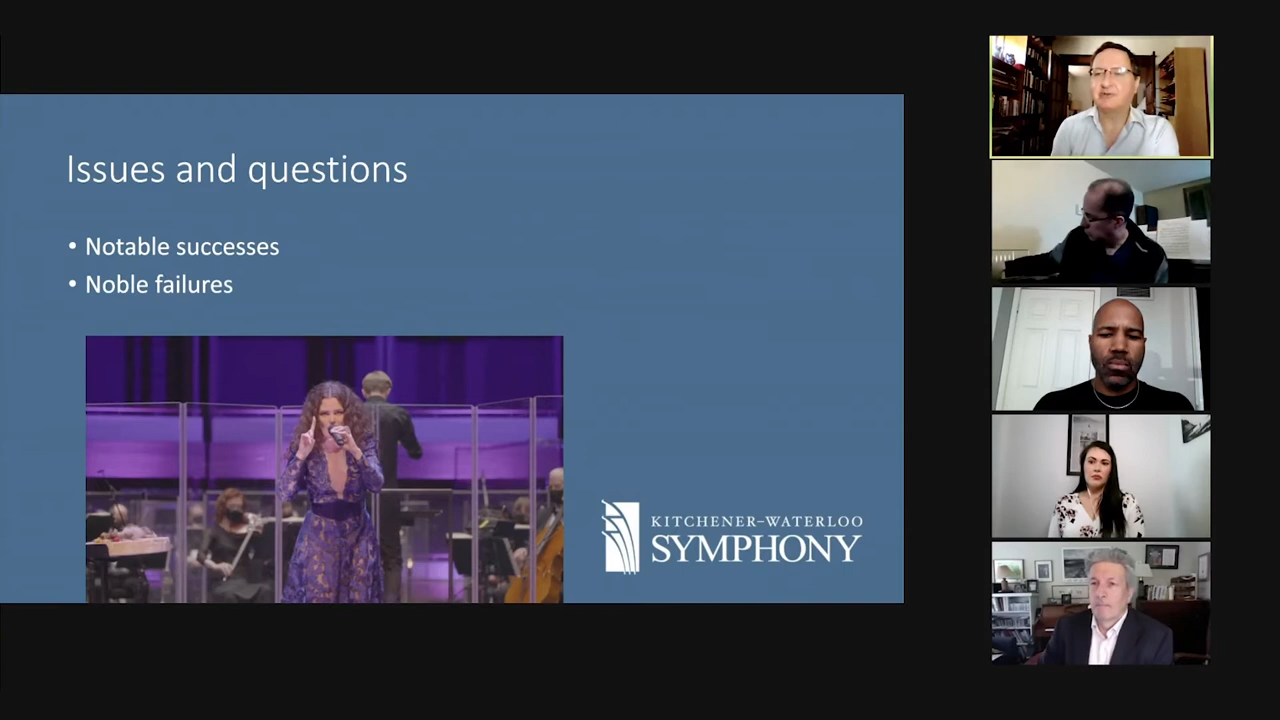 Issues and questions
• Notable successes
• Noble failures
KITCHENER–WATERLOO
SYMPHONY